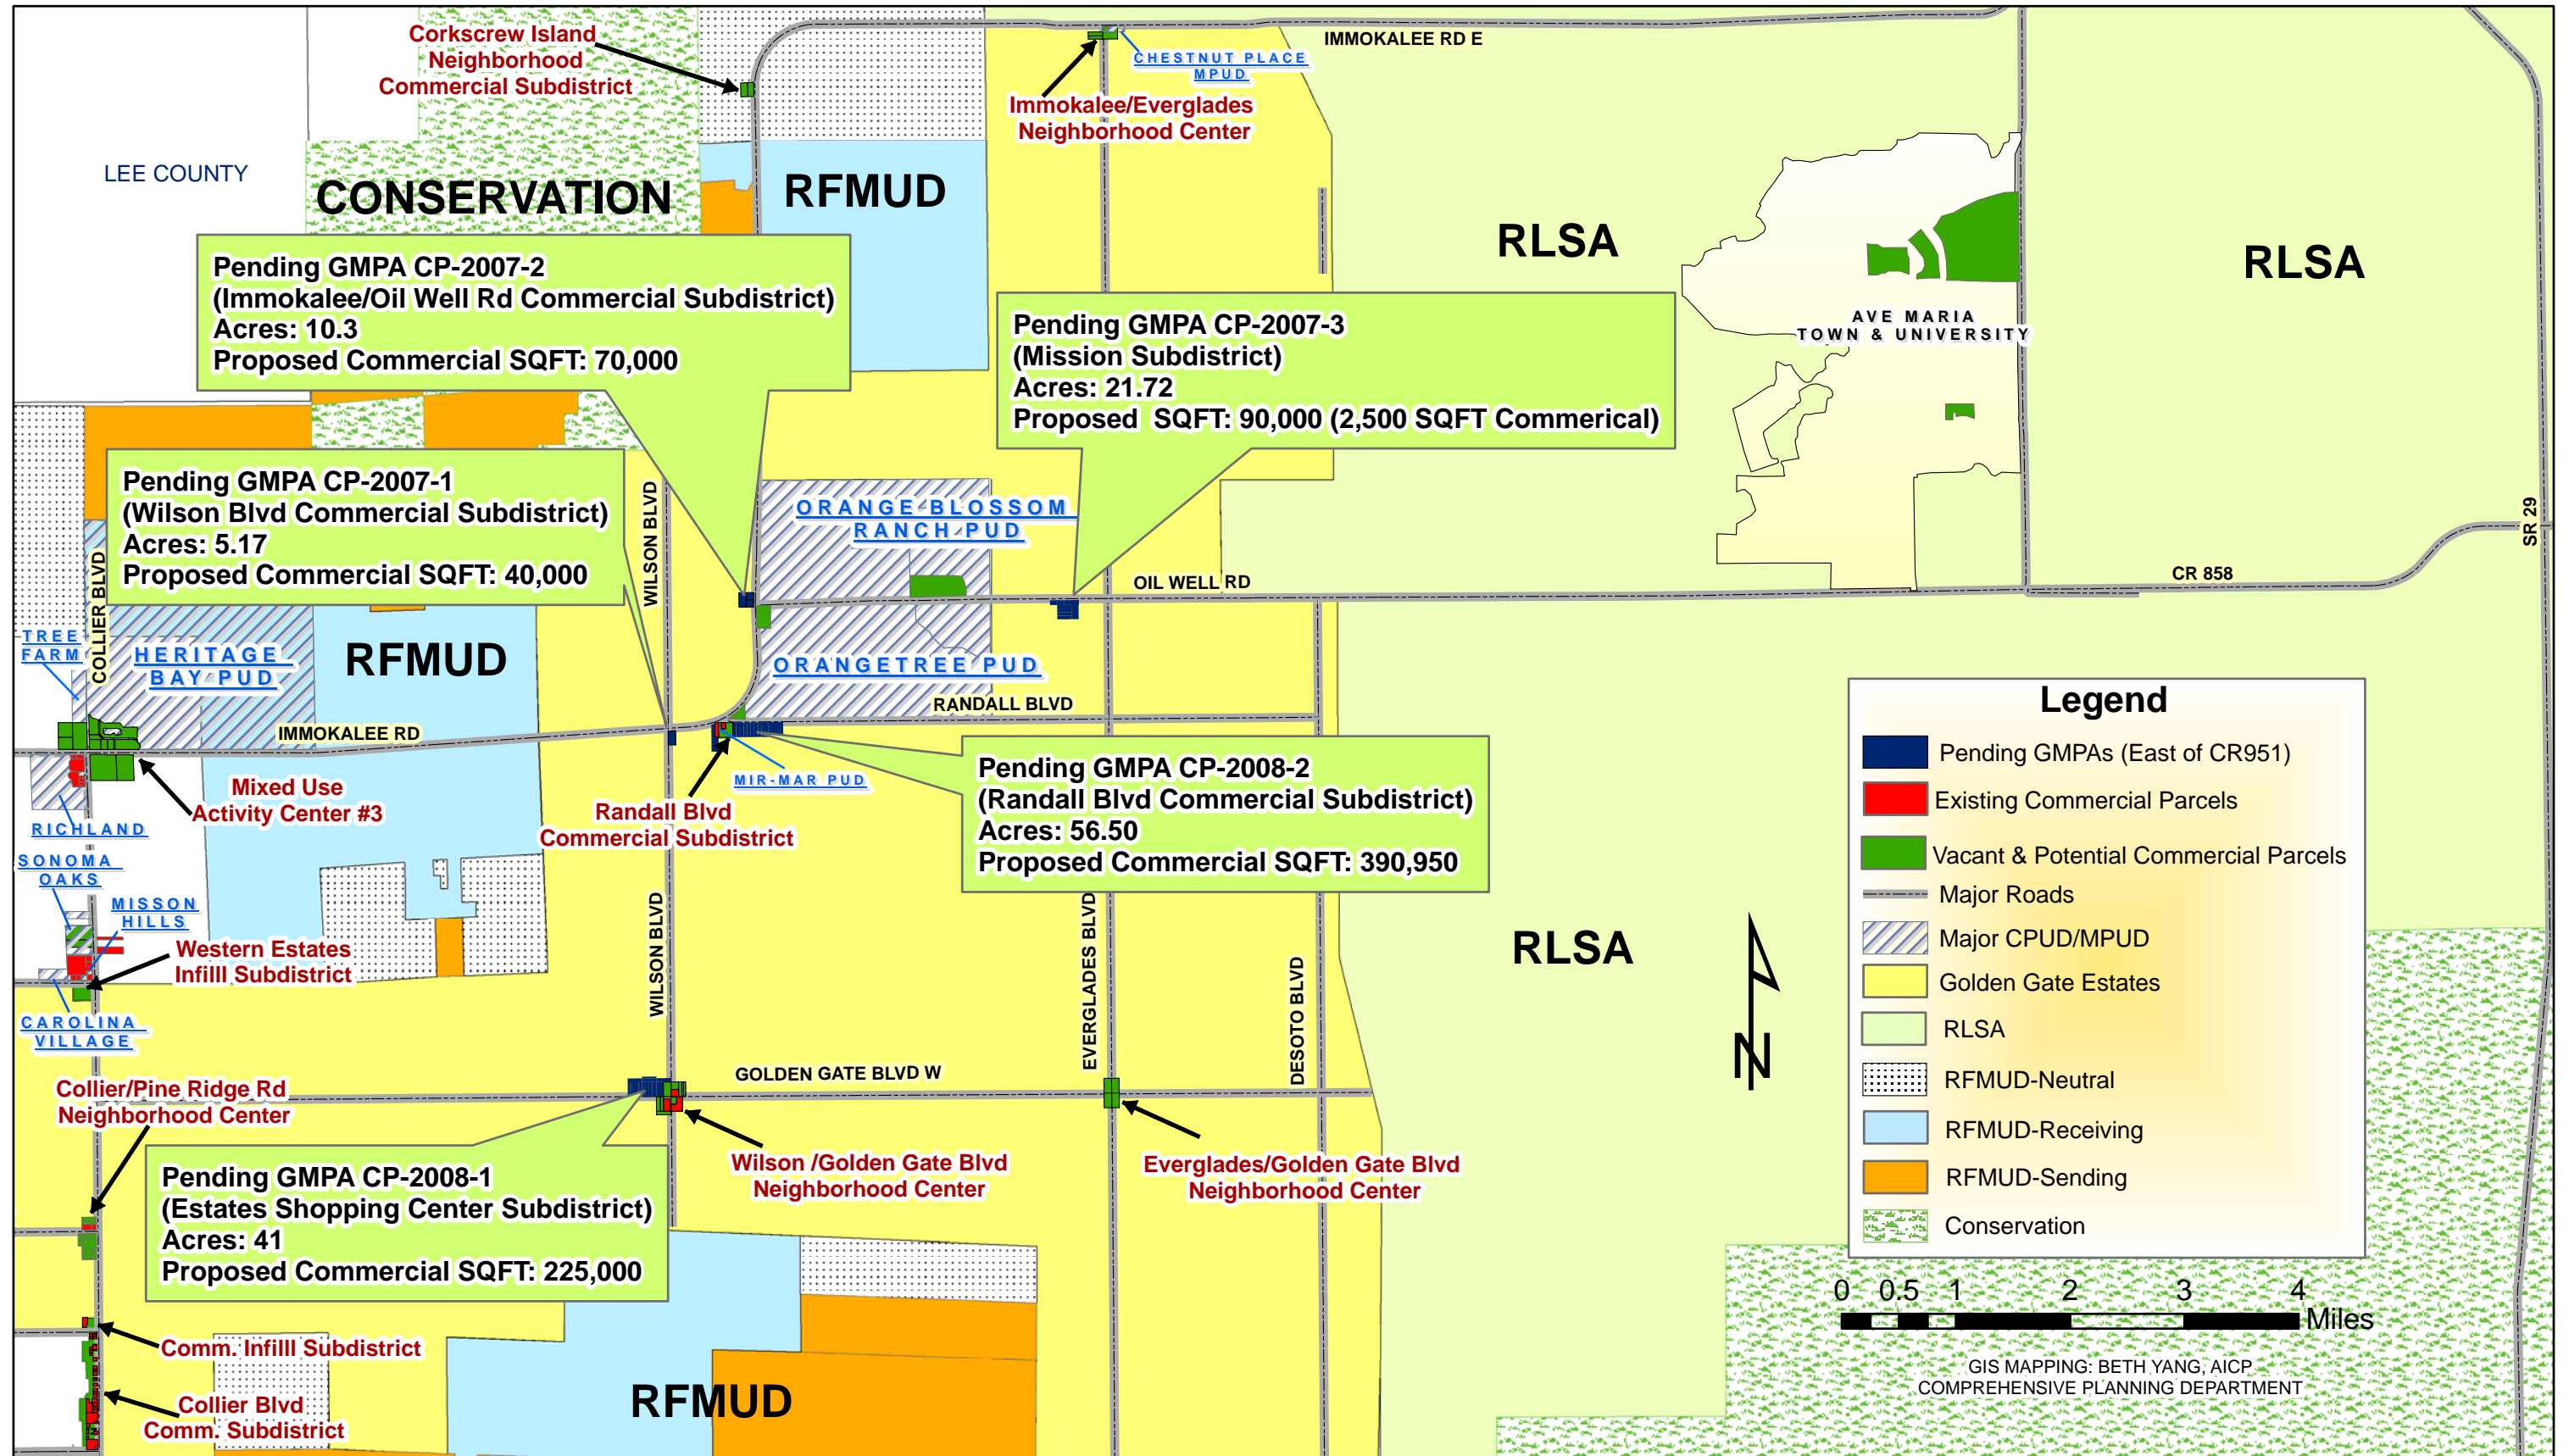 Corkscrew Island
Neighborhood
Commercial Subdistrict
IMMOKALEE RD E
CHESTNUT PLACE
MPUD
Immokalee/Everglades
Neighborhood Center
LEE COUNTY
CONSERVATION
RFMUD
RLSA
RLSA
Pending GMPA CP-2007-2
(Immokalee/Oil Well Rd Commercial Subdistrict)
Acres: 10.3
Proposed Commercial SQFT: 70,000
Pending GMPA CP-2007-3
(Mission Subdistrict)
Acres: 21.72
Proposed SQFT: 90,000 (2,500 SQFT Commerical)
AVE MARIA
TOWN & UNIVERSITY
Pending GMPA CP-2007-1
(Wilson Blvd Commercial Subdistrict)
Acres: 5.17
Proposed Commercial SQFT: 40,000
WILSON BLVD
ORANGE BLOSSOM
RANCH PUD
SR 29
COLLIER BLVD
OIL WELL RD
CR 858
TREE
FARM
HERITAGE
BAY PUD
RFMUD
ORANGETREE PUD
RANDALL BLVD
IMMOKALEE RD
MIR-MAR PUD
Mixed Use
Activity Center #3
Randall Blvd
Commercial Subdistrict
Pending GMPA CP-2008-2
(Randall Blvd Commercial Subdistrict)
Acres: 56.50
Proposed Commercial SQFT: 390,950
RICHLAND
SONOMA
OAKS
MISSON
HILLS
Western Estates
Infilll Subdistrict
CAROLINA
VILLAGE
WILSON BLVD
EVERGLADES BLVD
DESOTO BLVD
RLSA
N
Legend
Pending GMPAs (East of CR951)
Existing Commercial Parcels
Vacant & Potential Commercial Parcels
Major Roads
Major CPUD/MPUD
Golden Gate Estates
RLSA
RFMUD-Neutral
RFMUD-Receiving
RFMUD-Sending
Conservation
GOLDEN GATE BLVD W
Collier/Pine Ridge Rd
Neighborhood Center
Wilson /Golden Gate Blvd
Neighborhood Center
Everglades/Golden Gate Blvd
Neighborhood Center
Pending GMPA CP-2008-1
(Estates Shopping Center Subdistrict)
Acres: 41
Proposed Commercial SQFT: 225,000
0 0.5 1 2 3 4
Miles
Comm. Infilll Subdistrict
Collier Blvd
Comm. Subdistrict
RFMUD
GIS MAPPING: BETH YANG, AICP
COMPREHENSIVE PLANNING DEPARTMENT